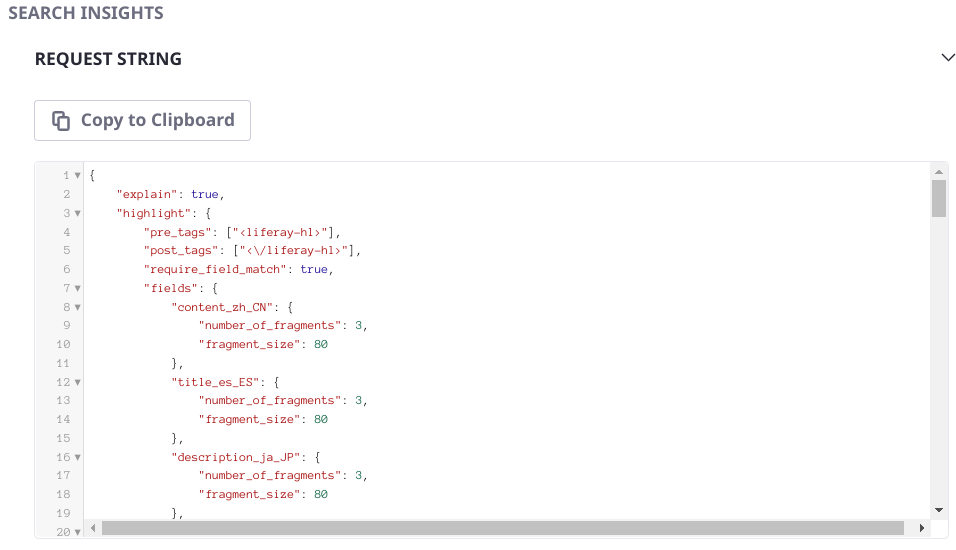 SEARCH INSIGHTS
REQUEST STRING
Copy to Clipboard
1 {
2     "explain": true,
3     "highlight": {
4         "pre_tags": ["<liferay-hl>"],
5         "post_tags": ["<\/liferay-hl>"],
6         "require_field_match": true,
7         "fields": {
8             "content_zh_CN": {
9                 "number_of_fragments": 3,
10                 "fragment_size": 80
11             },
12             "title_es_ES": {
13                 "number_of_fragments": 3,
14                 "fragment_size": 80
15             },
16             "description_ja_JP": {
17                 "number_of_fragments": 3,
18                 "fragment_size": 80
19             },
20